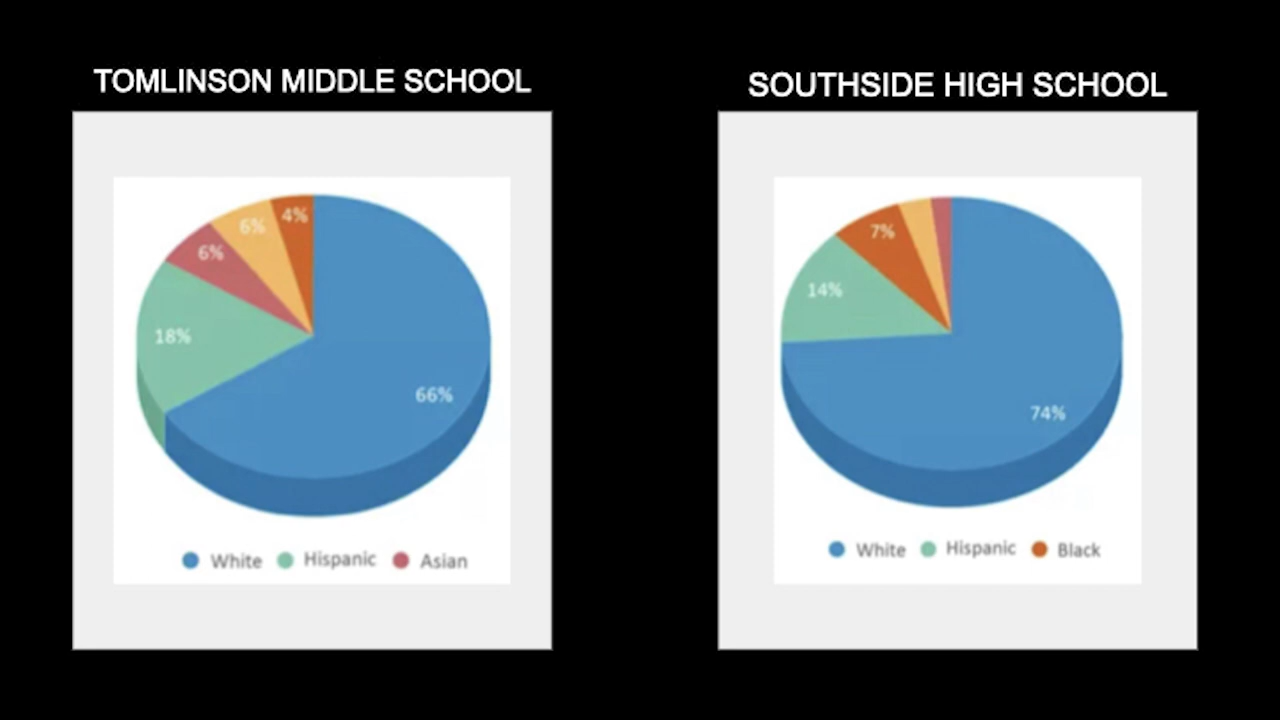 TOMLINSON MIDDLE SCHOOL
6%
6%
4%
18%
66%
White Hispanic Asian
SOUTHSIDE HIGH SCHOOL
7%
14%
74%
White Hispanic Black